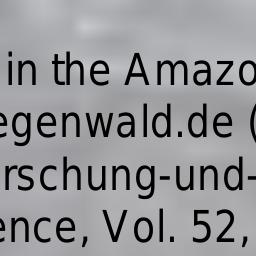 in the Amazo
egenwald.de (
rschung-und-
ence, Vol. 52,